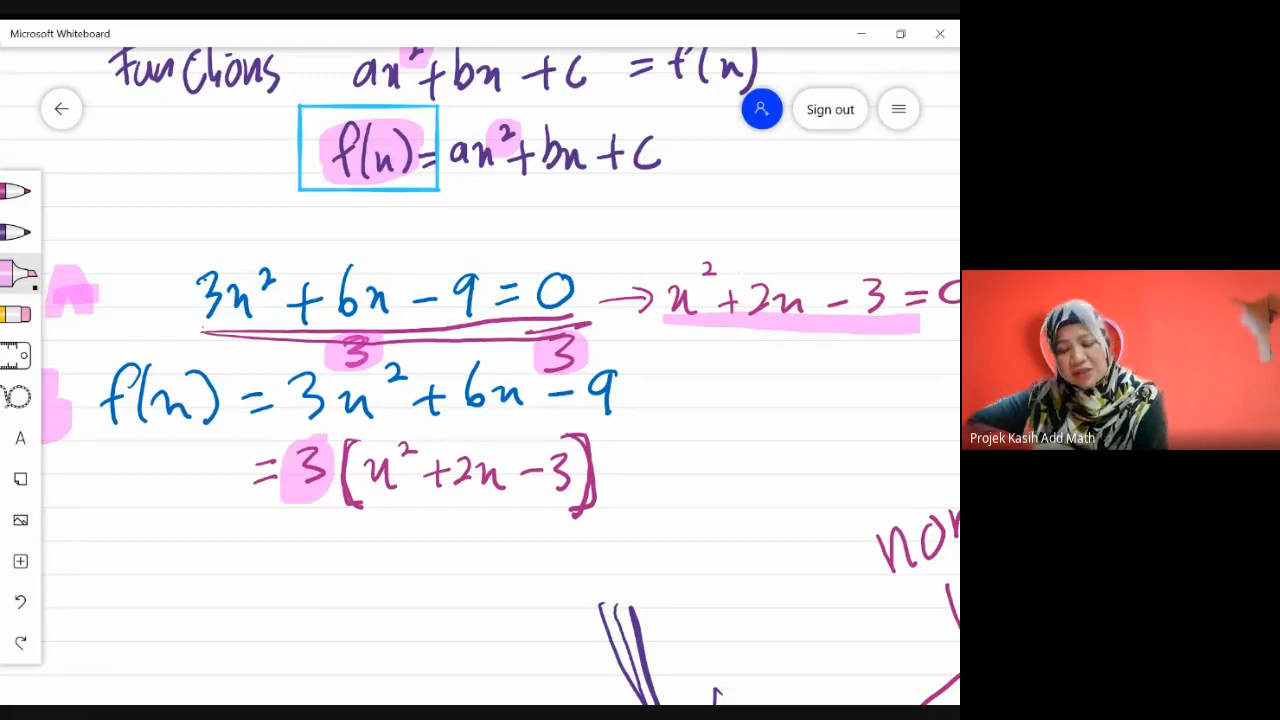 Microsoft Whiteboard
Functions ax²+bx+c = f(x)
Sign out
f(x)= ax²+bx+c
A 3x² + 6x - 9 = 0 → x² + 2x - 3 = 0
3 3
f(x) = 3x² + 6x - 9
= 3 [x² + 2x - 3]
A
Projek Kasih Add Math